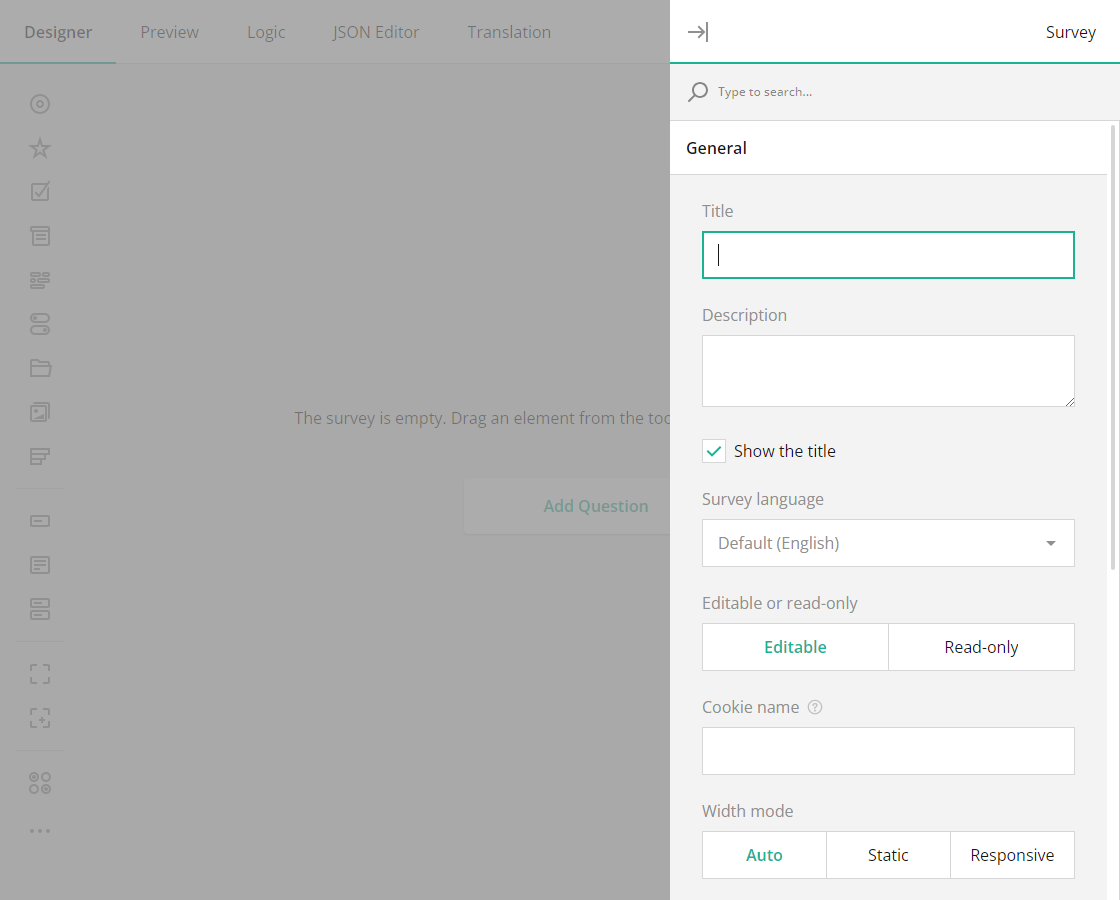 Designer Preview Logic JSON Editor Translation
Survey
Type to search...
General
Title
Description
The survey is empty. Drag an element from the
Add Question
Show the title
Survey language
Default (English)
Editable or read-only
Editable Read-only
Cookie name ?
Width mode
Auto Static Responsive